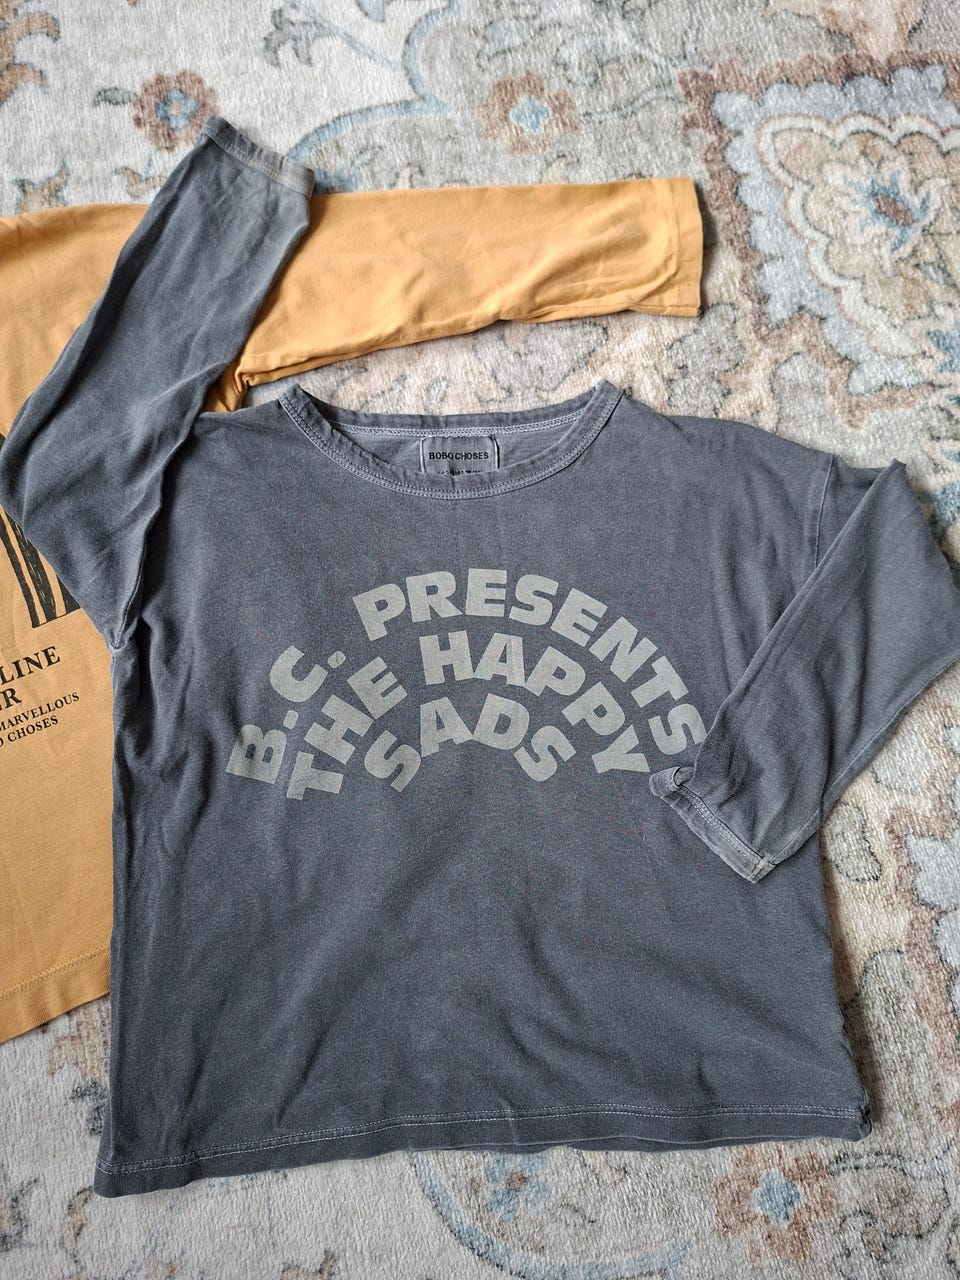 BOBO CHOSES
B.C. PRESENTS
THE HAPPY
SADS
LINE
R
MARVELLOUS
O CHOSES